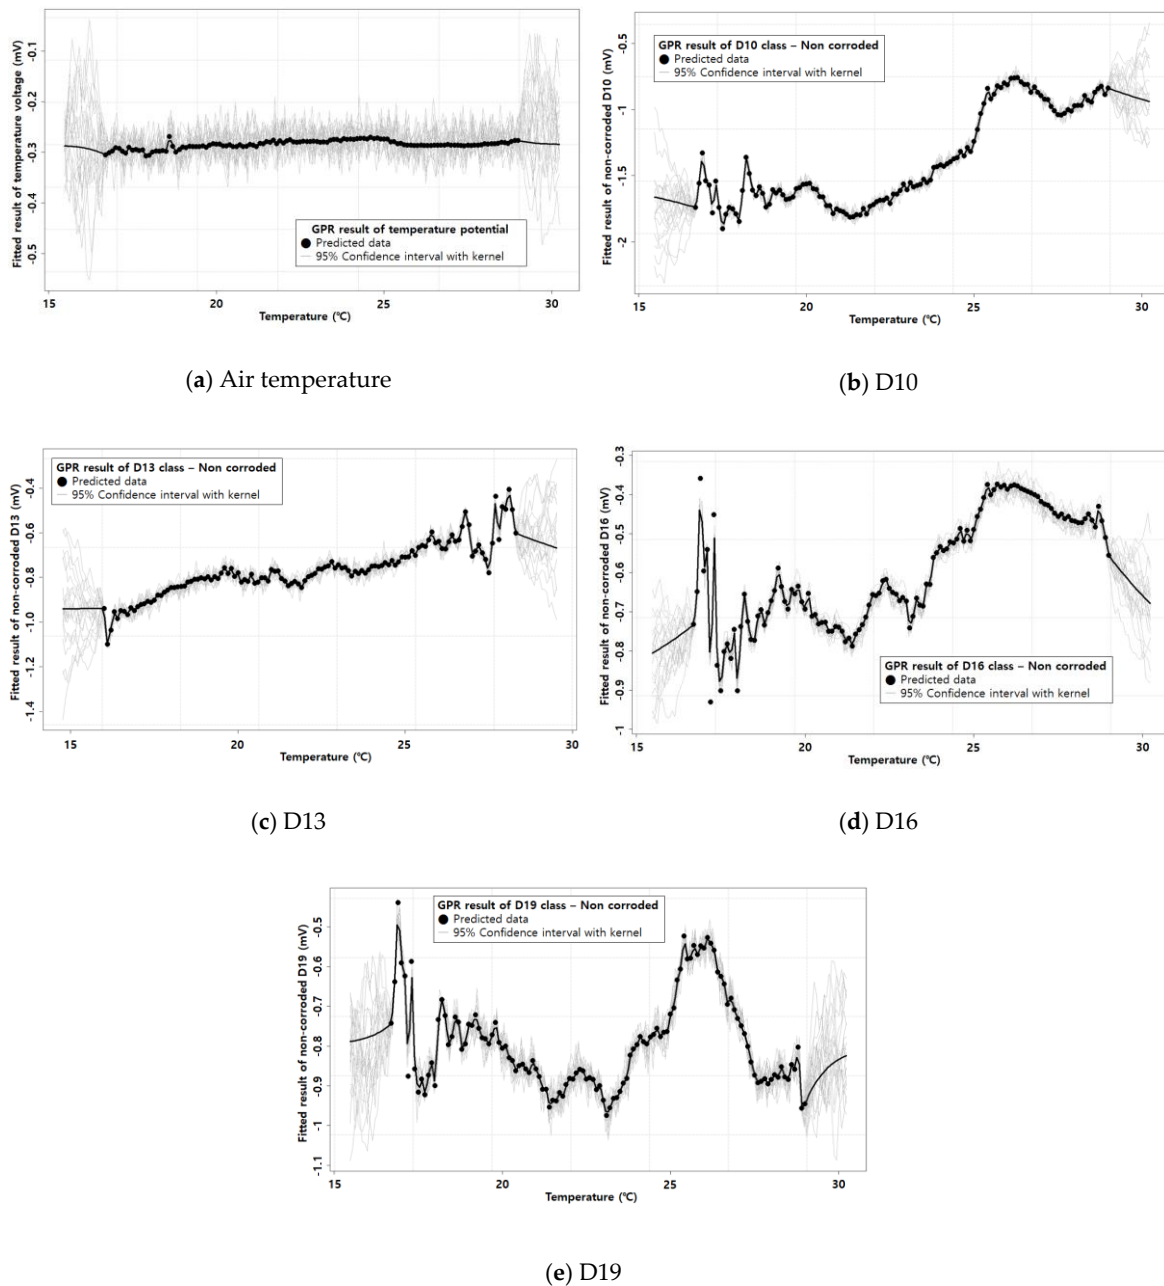 Fitted result of temperature voltage (mV)
-0.1
-0.2
-0.3
-0.4
-0.5
GPR result of temperature potential
Predicted data
95% Confidence interval with kernel
15
20
25
30
Temperature (℃)
(a) Air temperature
Fitted result of non-corroded D10 (mV)
-0.5
-1
-1.5
-2
GPR result of D10 class – Non corroded
Predicted data
95% Confidence interval with kernel
15
20
25
30
Temperature (℃)
(b) D10
Fitted result of non-corroded D13 (mV)
-0.4
-0.6
-0.8
-1.0
-1.2
-1.4
GPR result of D13 class – Non corroded
Predicted data
95% Confidence interval with kernel
15
20
25
30
Temperature (℃)
(c) D13
Fitted result of non-corroded D16 (mV)
-0.3
-0.4
-0.5
-0.6
-0.7
-0.8
-0.9
-1
GPR result of D16 class – Non corroded
Predicted data
95% Confidence interval with kernel
15
20
25
30
Temperature (℃)
(d) D16
Fitted result of non-corroded D19 (mV)
-0.5
-0.6
-0.7
-0.8
-0.9
-1
-1.1
GPR result of D19 class – Non corroded
Predicted data
95% Confidence interval with kernel
15
20
25
30
Temperature (℃)
(e) D19